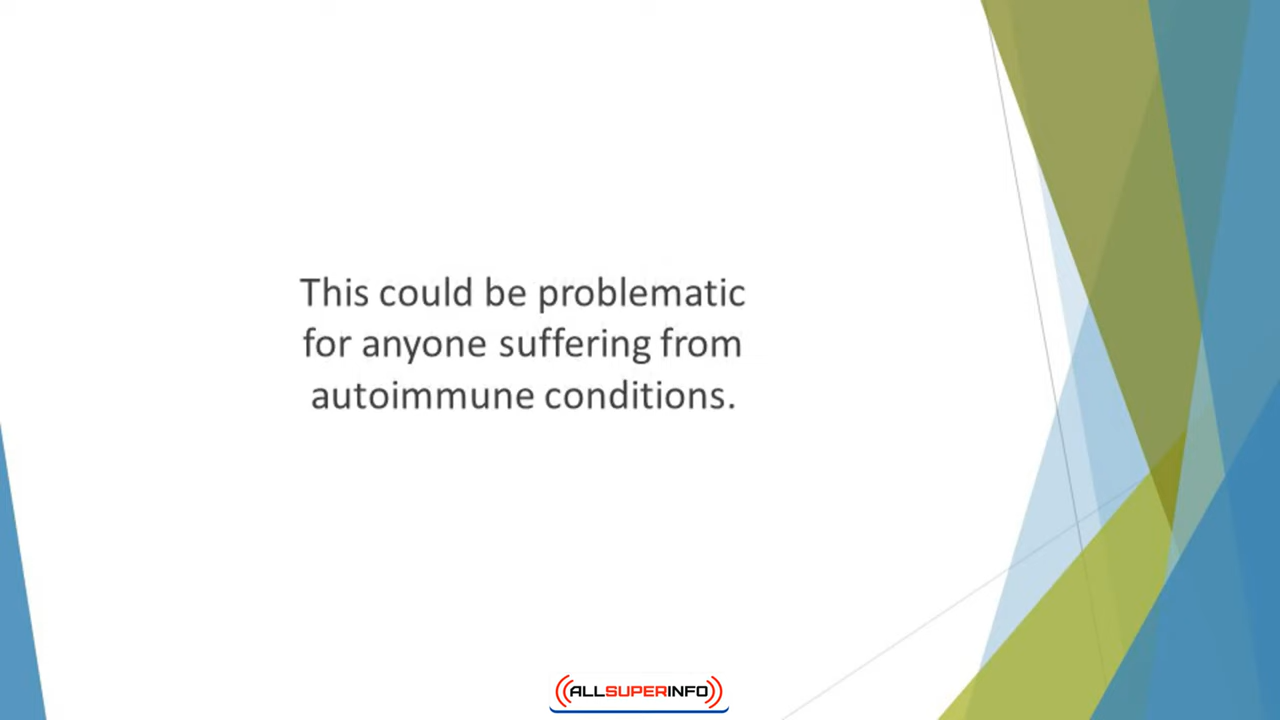 This could be problematic
for anyone suffering from
autoimmune conditions.
ALLSUPERINFO